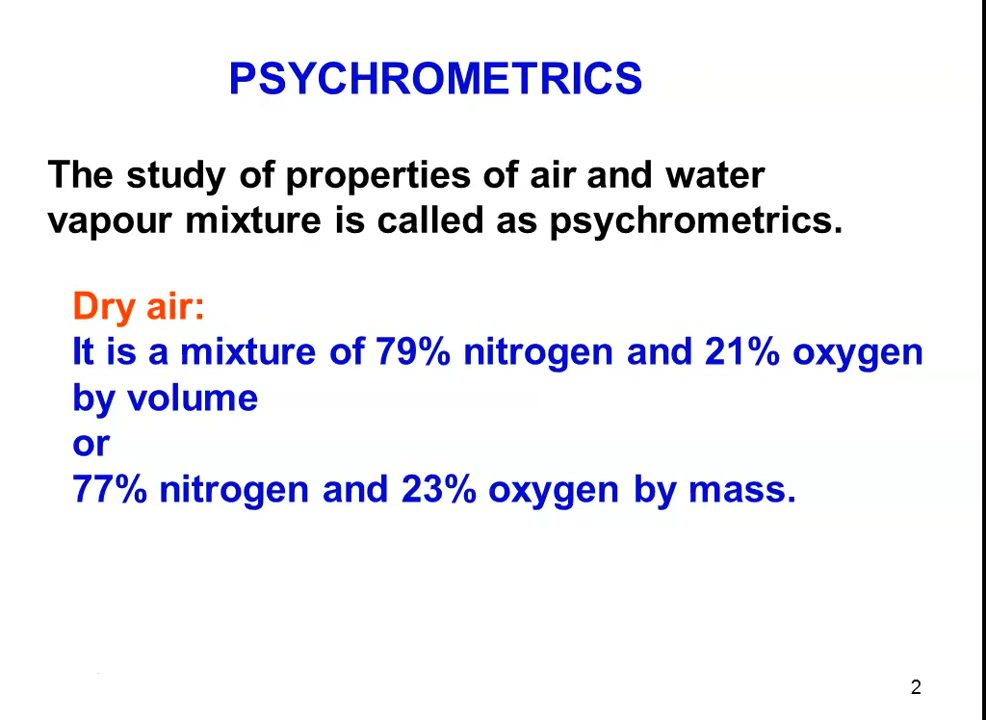 PSYCHROMETRICS
The study of properties of air and water
vapour mixture is called as psychrometrics.
Dry air:
It is a mixture of 79% nitrogen and 21% oxygen
by volume
or
77% nitrogen and 23% oxygen by mass.
2